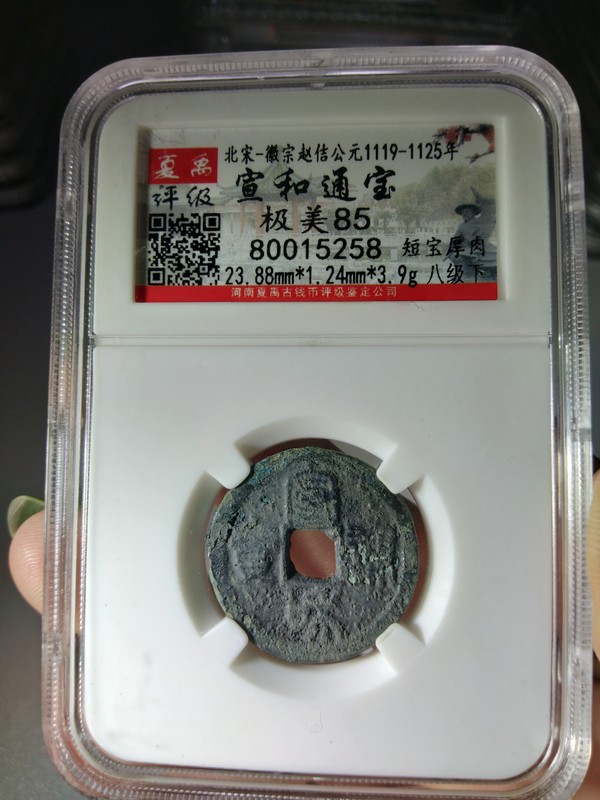 夏禹
评级
北宋-徽宗赵佶公元1119-1125年
宣和通宝
极美85
80015258 短宝厚肉
23.88mm*1.24mm*3.9g 八级下
河南夏禹古钱币评级鉴定公司